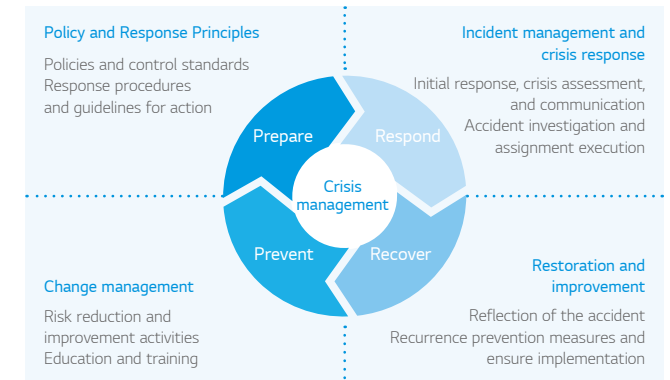 Policy and Response Principles
Policies and control standards
Response procedures
and guidelines for action
Incident management and
crisis response
Initial response, crisis assessment,
and communication
Accident investigation and
assignment execution
Prepare
Respond
Crisis
management
Prevent
Recover
Change management
Risk reduction and
improvement activities
Education and training
Restoration and
improvement
Reflection of the accident
Recurrence prevention measures and
ensure implementation